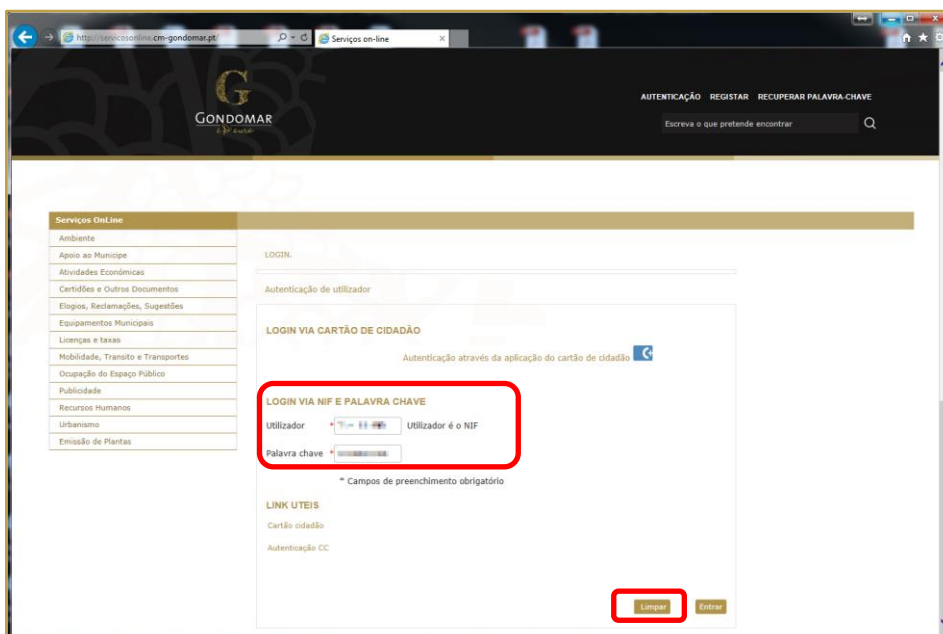 http://servicosonline.cm-gondomar.pt/
Serviços on-line
G
GONDOMAR
é D'ouro
AUTENTICAÇÃO REGISTAR RECUPERAR PALAVRA-CHAVE
Escreva o que pretende encontrar
Serviços OnLine
Ambiente
Apoio ao Municipe
Atividades Económicas
Certidões e Outros Documentos
Elogios, Reclamações, Sugestões
Equipamentos Municipais
Licenças e taxas
Mobilidade, Transito e Transportes
Ocupação do Espaço Público
Publicidade
Recursos Humanos
Urbanismo
Emissão de Plantas
LOGIN.
Autenticação de utilizador
LOGIN VIA CARTÃO DE CIDADÃO
Autenticação através da aplicação do cartão de cidadão
LOGIN VIA NIF E PALAVRA CHAVE
Utilizador * Utilizador é o NIF
Palavra chave *
* Campos de preenchimento obrigatório
LINK UTEIS
Cartão cidadão
Autenticação CC
Limpar Entrar